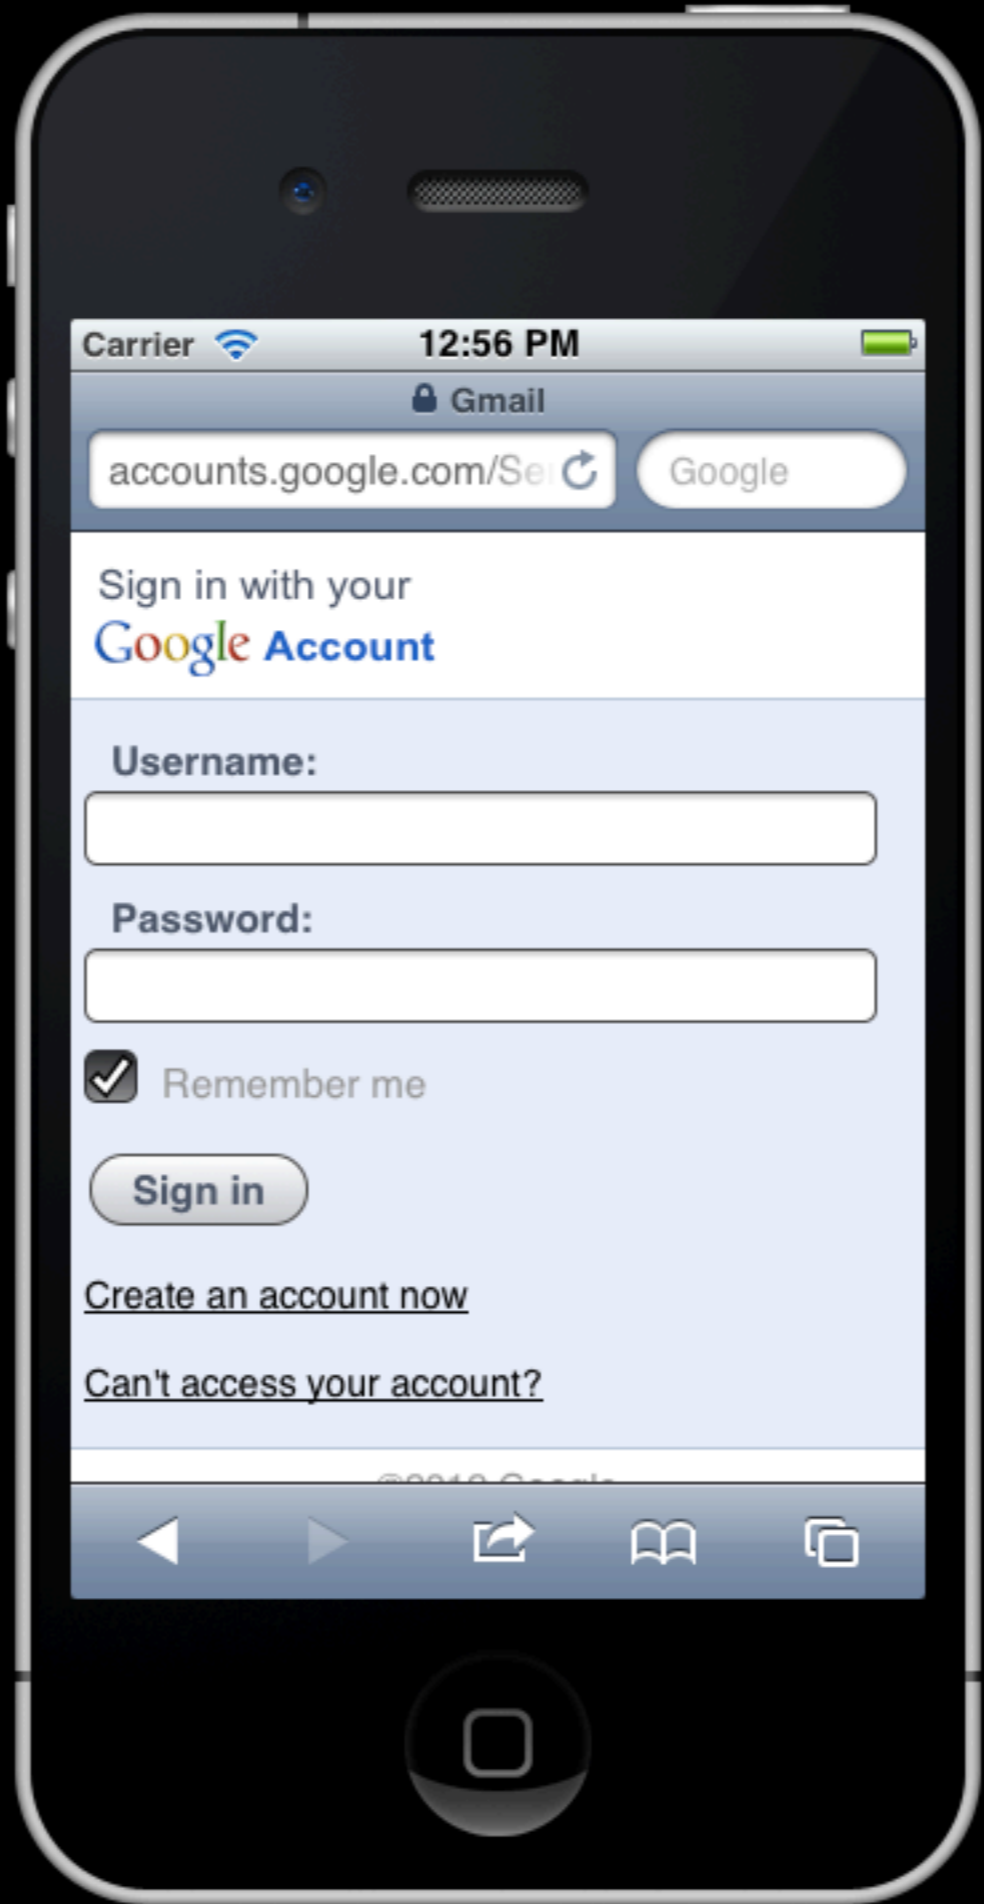 Carrier 12:56 PM
Gmail
accounts.google.com/Se Google
Sign in with your
Google Account
Username:
Password:
Remember me
Sign in
Create an account now
Can't access your account?
Google